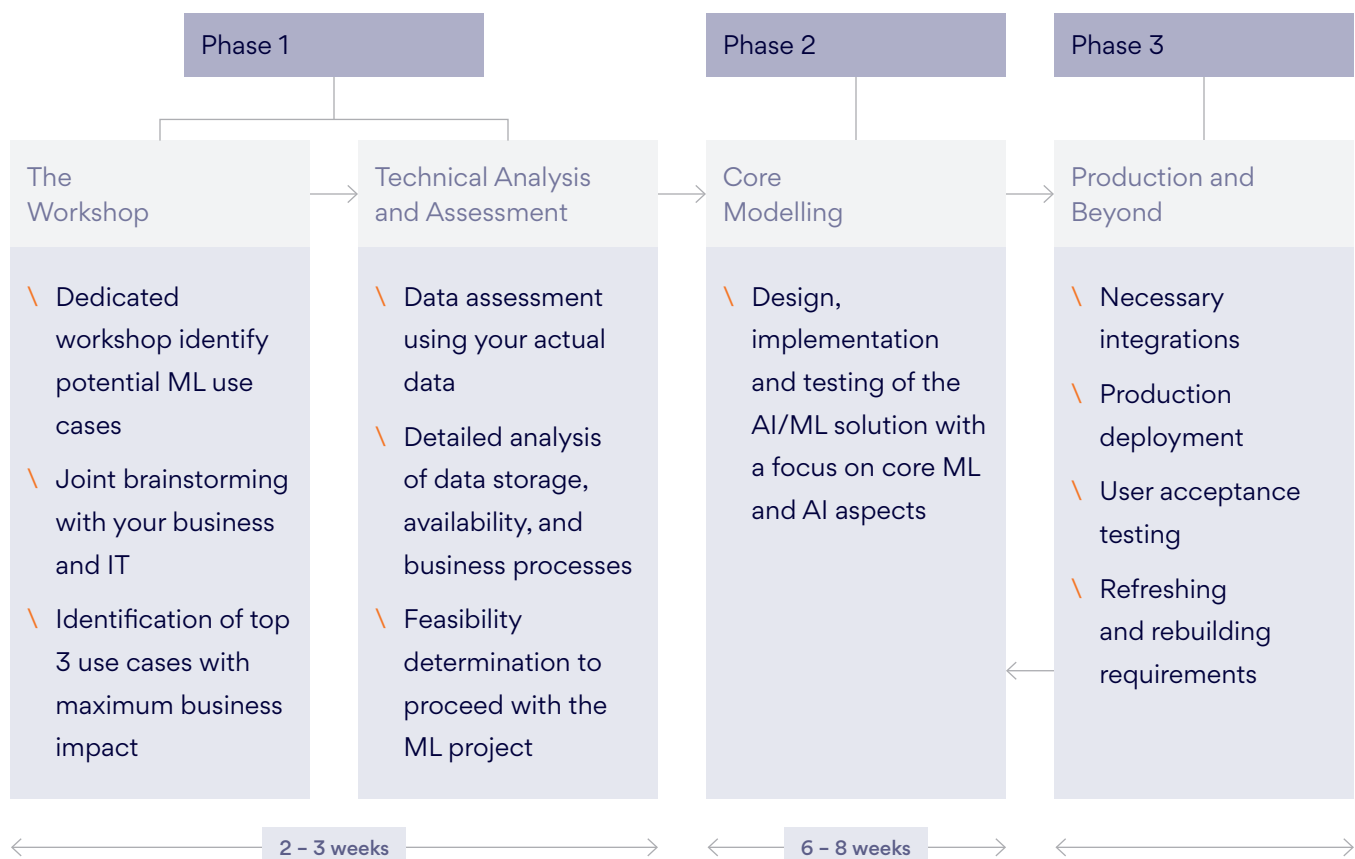 Phase 1
Phase 2
Phase 3
The
Workshop
Technical Analysis
and Assessment
Core
Modelling
Production and
Beyond
\ Dedicated
workshop identify
potential ML use
cases
\ Joint brainstorming
with your business
and IT
\ Identification of top
3 use cases with
maximum business
impact
\ Data assessment
using your actual
data
\ Detailed analysis
of data storage,
availability, and
business processes
\ Feasibility
determination to
proceed with the
ML project
\ Design,
implementation
and testing of the
AI/ML solution with
a focus on core ML
and AI aspects
\ Necessary
integrations
\ Production
deployment
\ User acceptance
testing
\ Refreshing
and rebuilding
requirements
2 – 3 weeks
6 – 8 weeks